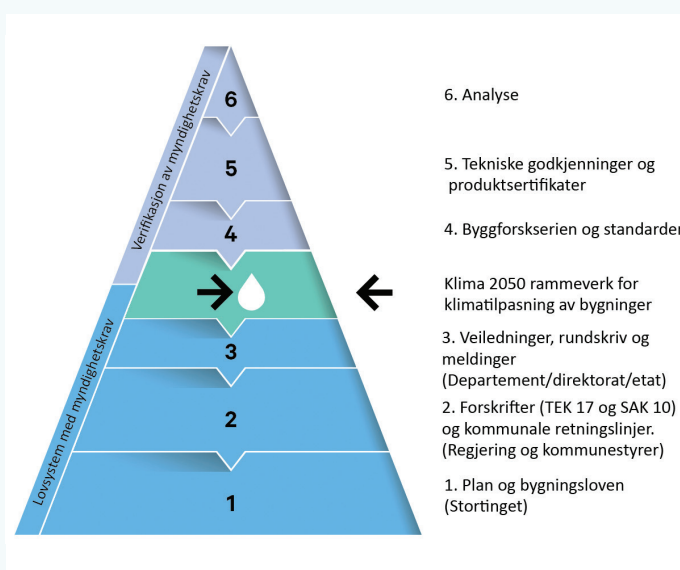 Verifikasjon av myndighetskrav
Lovsystem med myndighetskrav
6
5
4
3
2
1
6. Analyse
5. Tekniske godkjenninger og
produktsertifikater
4. Byggforskserien og standarder
Klima 2050 rammeverk for
klimatilpasning av bygninger
3. Veiledninger, rundskriv og
meldinger
(Departement/direktorat/etat)
2. Forskrifter (TEK 17 og SAK 10)
og kommunale retningslinjer.
(Regjering og kommunestyrer)
1. Plan og bygningsloven
(Stortinget)